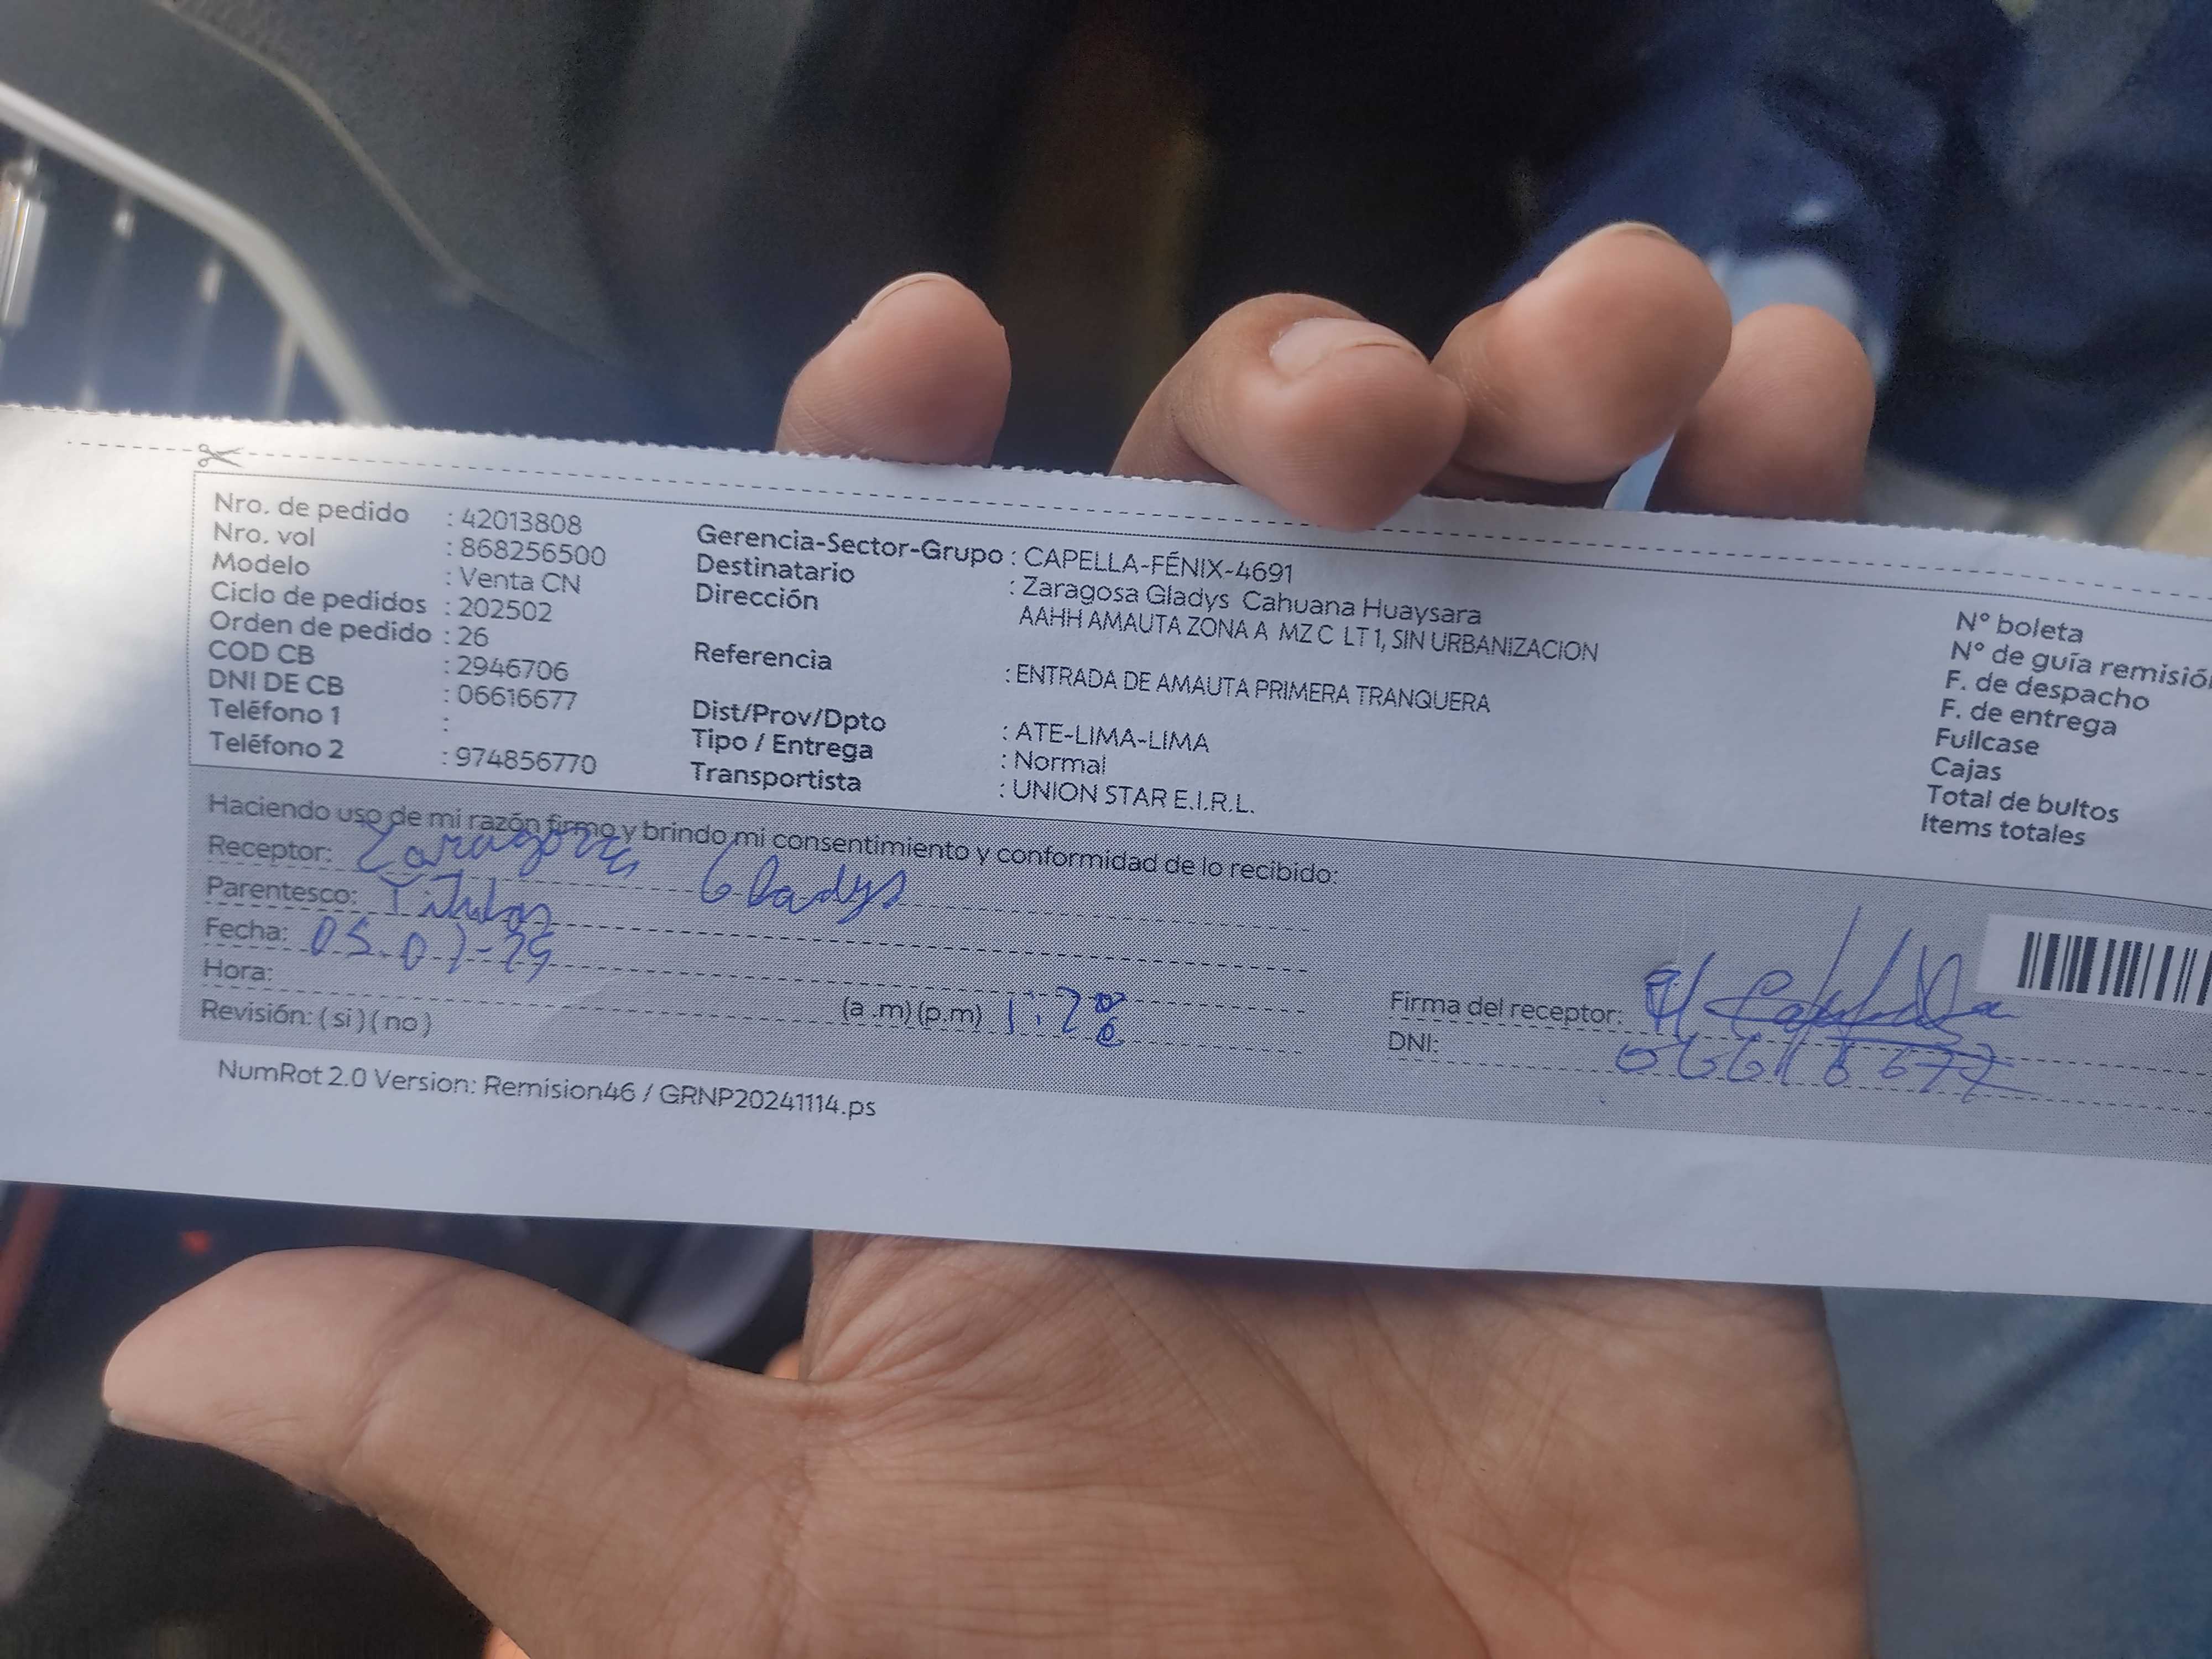 Nro. de pedido : 42013808
Nro. vol : 868256500
Modelo : Venta CN
Ciclo de pedidos : 202502
Orden de pedido : 26
COD CB : 2946706
DNI DE CB : 06616677
Teléfono 1 :
Teléfono 2 : 974856770
Gerencia-Sector-Grupo : CAPELLA-FÉNIX-4691
Destinatario : Zaragosa Gladys Cahuana Huaysara
Dirección AAHH AMAUTA ZONA A MZ C LT 1, SIN URBANIZACION
Referencia : ENTRADA DE AMAUTA PRIMERA TRANQUERA
Dist/Prov/Dpto : ATE-LIMA-LIMA
Tipo / Entrega : Normal
Transportista : UNION STAR E.I.R.L.
N° boleta
N° de guía remisión
F. de despacho
F. de entrega
Fullcase
Cajas
Total de bultos
Items totales
Haciendo uso de mi razón firmo y brindo mi consentimiento y conformidad de lo recibido:
Receptor: Zaragoza Gladys
Parentesco: Titular
Fecha:
Hora: (a .m) (p.m)
Revisión: ( si ) ( no )
Firma del receptor:
DNI: 06616677
NumRot 2.0 Version: Remision46 / GRNP20241114.ps